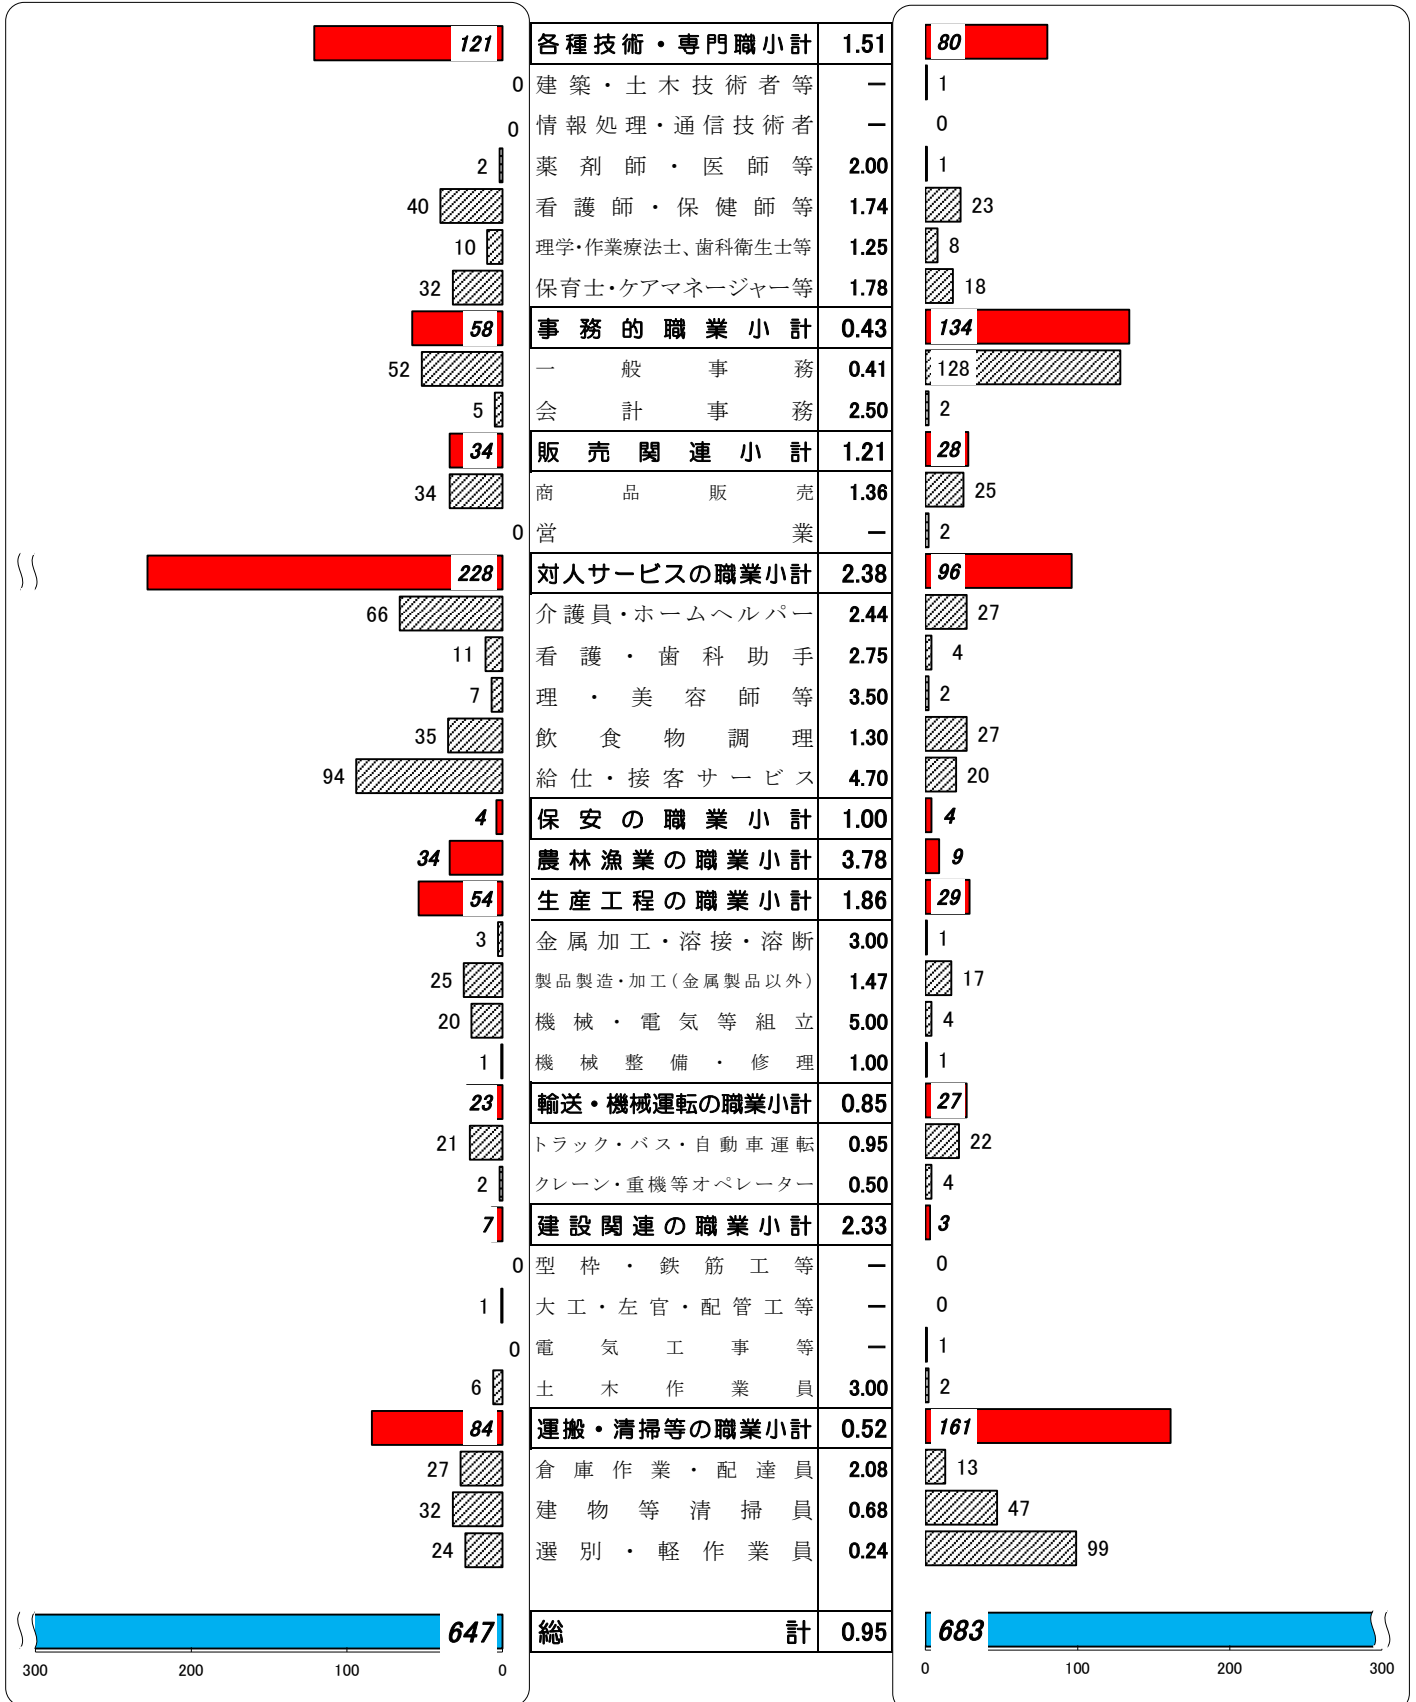 121 各種技術・専門職小計 1.51 80
0 建築・土木技術者等 － 1
0 情報処理・通信技術者 － 0
2 薬剤師・医師等 2.00 1
40 看護師・保健師等 1.74 23
10 理学・作業療法士、歯科衛生士等 1.25 8
32 保育士・ケアマネージャー等 1.78 18
58 事務的職業小計 0.43 134
52 一般事務 0.41 128
5 会計事務 2.50 2
34 販売関連小計 1.21 28
34 商品販売 1.36 25
0 営業 － 2
228 対人サービスの職業小計 2.38 96
66 介護員・ホームヘルパー 2.44 27
11 看護・歯科助手 2.75 4
7 理・美容師等 3.50 2
35 飲食物調理 1.30 27
94 給仕・接客サービス 4.70 20
4 保安の職業小計 1.00 4
34 農林漁業の職業小計 3.78 9
54 生産工程の職業小計 1.86 29
3 金属加工・溶接・溶断 3.00 1
25 製品製造・加工(金属製品以外) 1.47 17
20 機械・電気等組立 5.00 4
1 機械整備・修理 1.00 1
23 輸送・機械運転の職業小計 0.85 27
21 トラック・バス・自動車運転 0.95 22
2 クレーン・重機等オペレーター 0.50 4
7 建設関連の職業小計 2.33 3
0 型枠・鉄筋工等 － 0
1 大工・左官・配管工等 － 0
0 電気工事等 － 1
6 土木作業員 3.00 2
84 運搬・清掃等の職業小計 0.52 161
27 倉庫作業・配達員 2.08 13
32 建物等清掃員 0.68 47
24 選別・軽作業員 0.24 99
647 総計 0.95 683
300 200 100 0 0 100 200 300